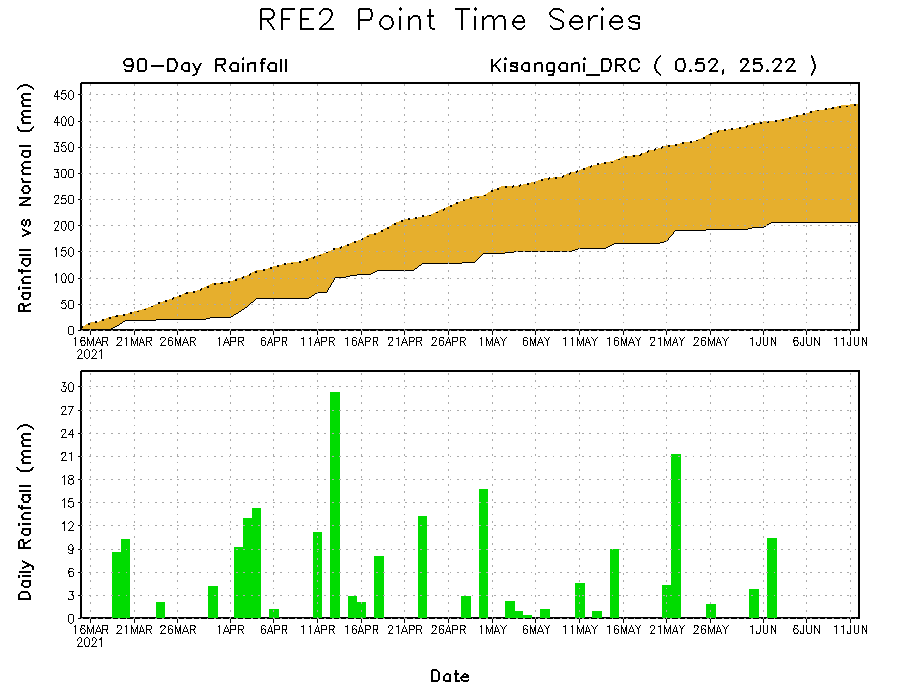 RFE2 Point Time Series
90-Day Rainfall
Kisangani_DRC ( 0.52, 25.22 )
Rainfall vs Normal (mm)
450
400
350
300
250
200
150
100
50
0
16MAR 21MAR 26MAR 1APR 6APR 11APR 16APR 21APR 26APR 1MAY 6MAY 11MAY 16MAY 21MAY 26MAY 1JUN 6JUN 11JUN
2021
Daily Rainfall (mm)
30
27
24
21
18
15
12
9
6
3
0
16MAR 21MAR 26MAR 1APR 6APR 11APR 16APR 21APR 26APR 1MAY 6MAY 11MAY 16MAY 21MAY 26MAY 1JUN 6JUN 11JUN
2021
Date